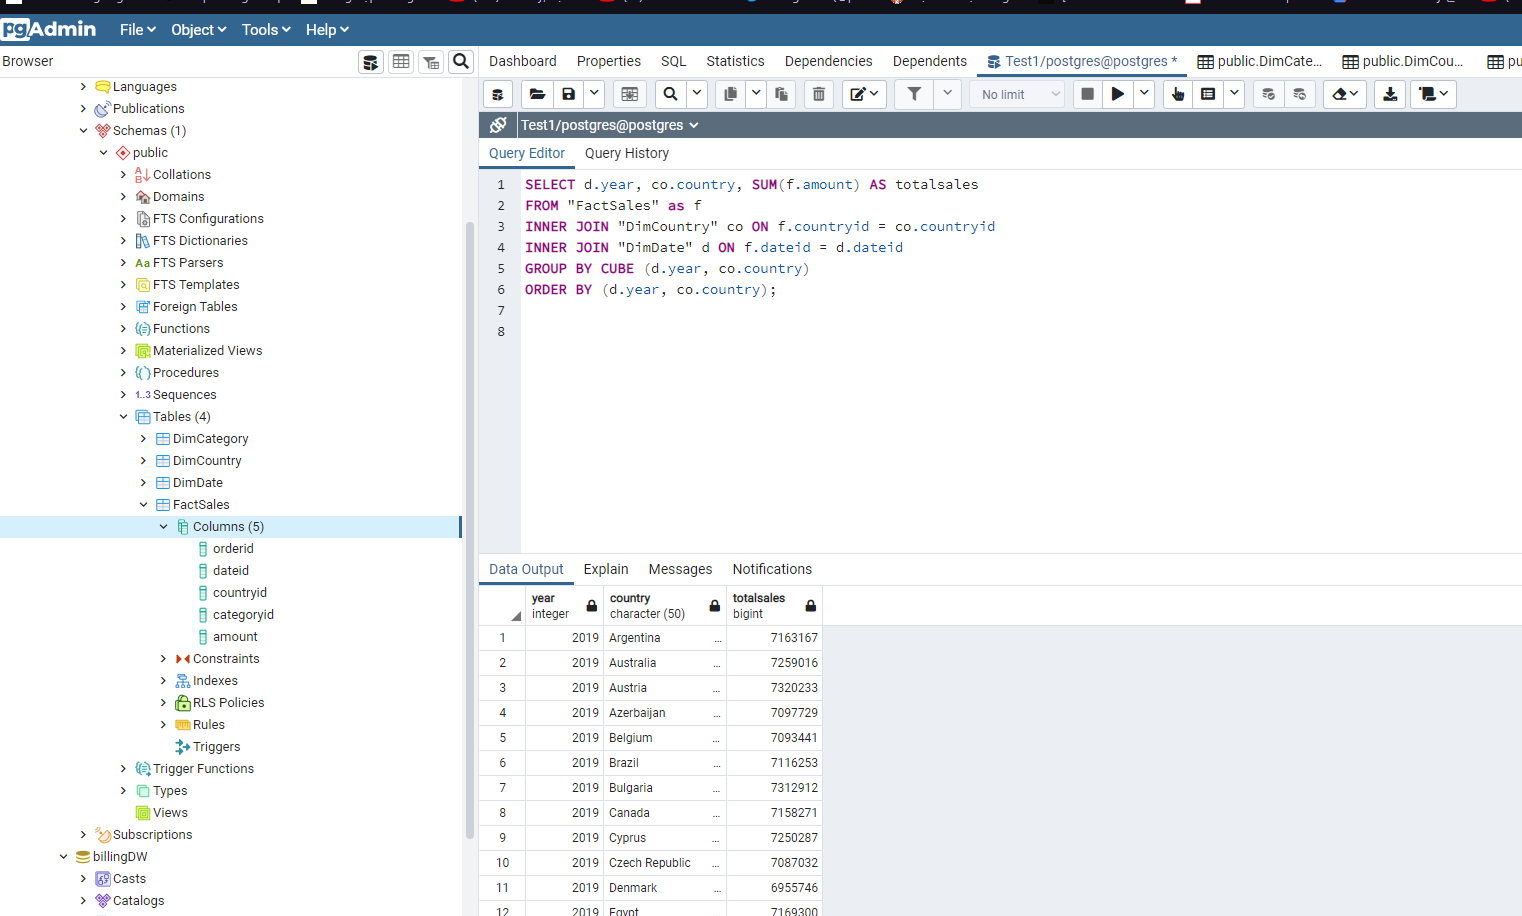 pgAdmin File Object Tools Help
Browser
Dashboard Properties SQL Statistics Dependencies Dependents Test1/postgres@postgres * public.DimCate... public.DimCou... pu
No limit
Test1/postgres@postgres
Query Editor Query History
1 SELECT d.year, co.country, SUM(f.amount) AS totalsales
2 FROM "FactSales" as f
3 INNER JOIN "DimCountry" co ON f.countryid = co.countryid
4 INNER JOIN "DimDate" d ON f.dateid = d.dateid
5 GROUP BY CUBE (d.year, co.country)
6 ORDER BY (d.year, co.country);
7
8
Languages
Publications
Schemas (1)
public
Collations
Domains
FTS Configurations
FTS Dictionaries
Aa FTS Parsers
FTS Templates
Foreign Tables
Functions
Materialized Views
Procedures
1..3 Sequences
Tables (4)
DimCategory
DimCountry
DimDate
FactSales
Columns (5)
orderid
dateid
countryid
categoryid
amount
Constraints
Indexes
RLS Policies
Rules
Triggers
Trigger Functions
Types
Views
Subscriptions
billingDW
Casts
Catalogs
Data Output Explain Messages Notifications
year country totalsales
integer character (50) bigint
1 2019 Argentina ... 7163167
2 2019 Australia ... 7259016
3 2019 Austria ... 7320233
4 2019 Azerbaijan ... 7097729
5 2019 Belgium ... 7093441
6 2019 Brazil ... 7116253
7 2019 Bulgaria ... 7312912
8 2019 Canada ... 7158271
9 2019 Cyprus ... 7250287
10 2019 Czech Republic ... 7087032
11 2019 Denmark ... 6955746
12 2019 Egypt ... 7169300